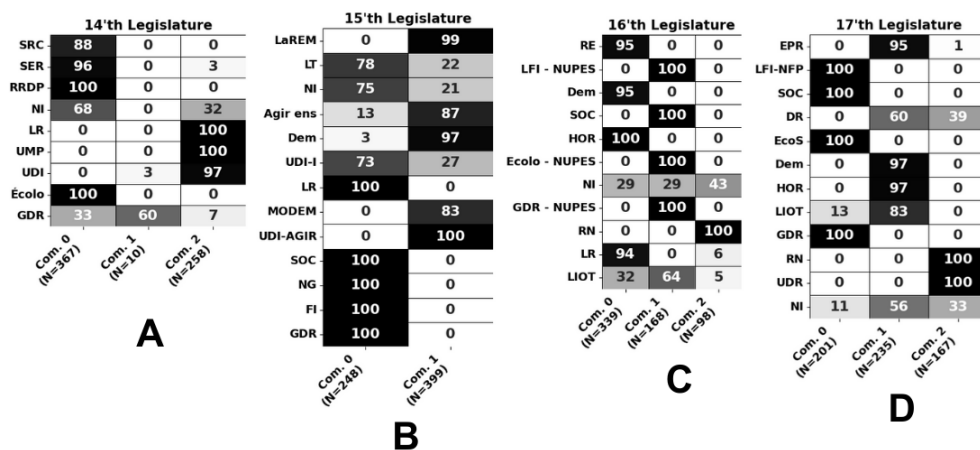 14'th Legislature
SRC 88 0 0
SER 96 0 3
RRDP 100 0 0
NI 68 0 32
LR 0 0 100
UMP 0 0 100
UDI 0 3 97
Écolo 100 0 0
GDR 33 60 7
Com. 0 (N=367)
Com. 1 (N=10)
Com. 2 (N=258)
A
15'th Legislature
LaREM 0 99
LT 78 22
NI 75 21
Agir ens 13 87
Dem 3 97
UDI-I 73 27
LR 100 0
MODEM 0 83
UDI-AGIR 0 100
SOC 100 0
NG 100 0
FI 100 0
GDR 100 0
Com. 0 (N=248)
Com. 1 (N=399)
B
16'th Legislature
RE 95 0 0
LFI - NUPES 0 100 0
Dem 95 0 0
SOC 0 100 0
HOR 100 0 0
Ecolo - NUPES 0 100 0
NI 29 29 43
GDR - NUPES 0 100 0
RN 0 0 100
LR 94 0 6
LIOT 32 64 5
Com. 0 (N=339)
Com. 1 (N=168)
Com. 2 (N=98)
C
17'th Legislature
EPR 0 95 1
LFI-NFP 100 0 0
SOC 100 0 0
DR 0 60 39
EcoS 100 0 0
Dem 0 97 0
HOR 0 97 0
LIOT 13 83 0
GDR 100 0 0
RN 0 0 100
UDR 0 0 100
NI 11 56 33
Com. 0 (N=201)
Com. 1 (N=235)
Com. 2 (N=167)
D